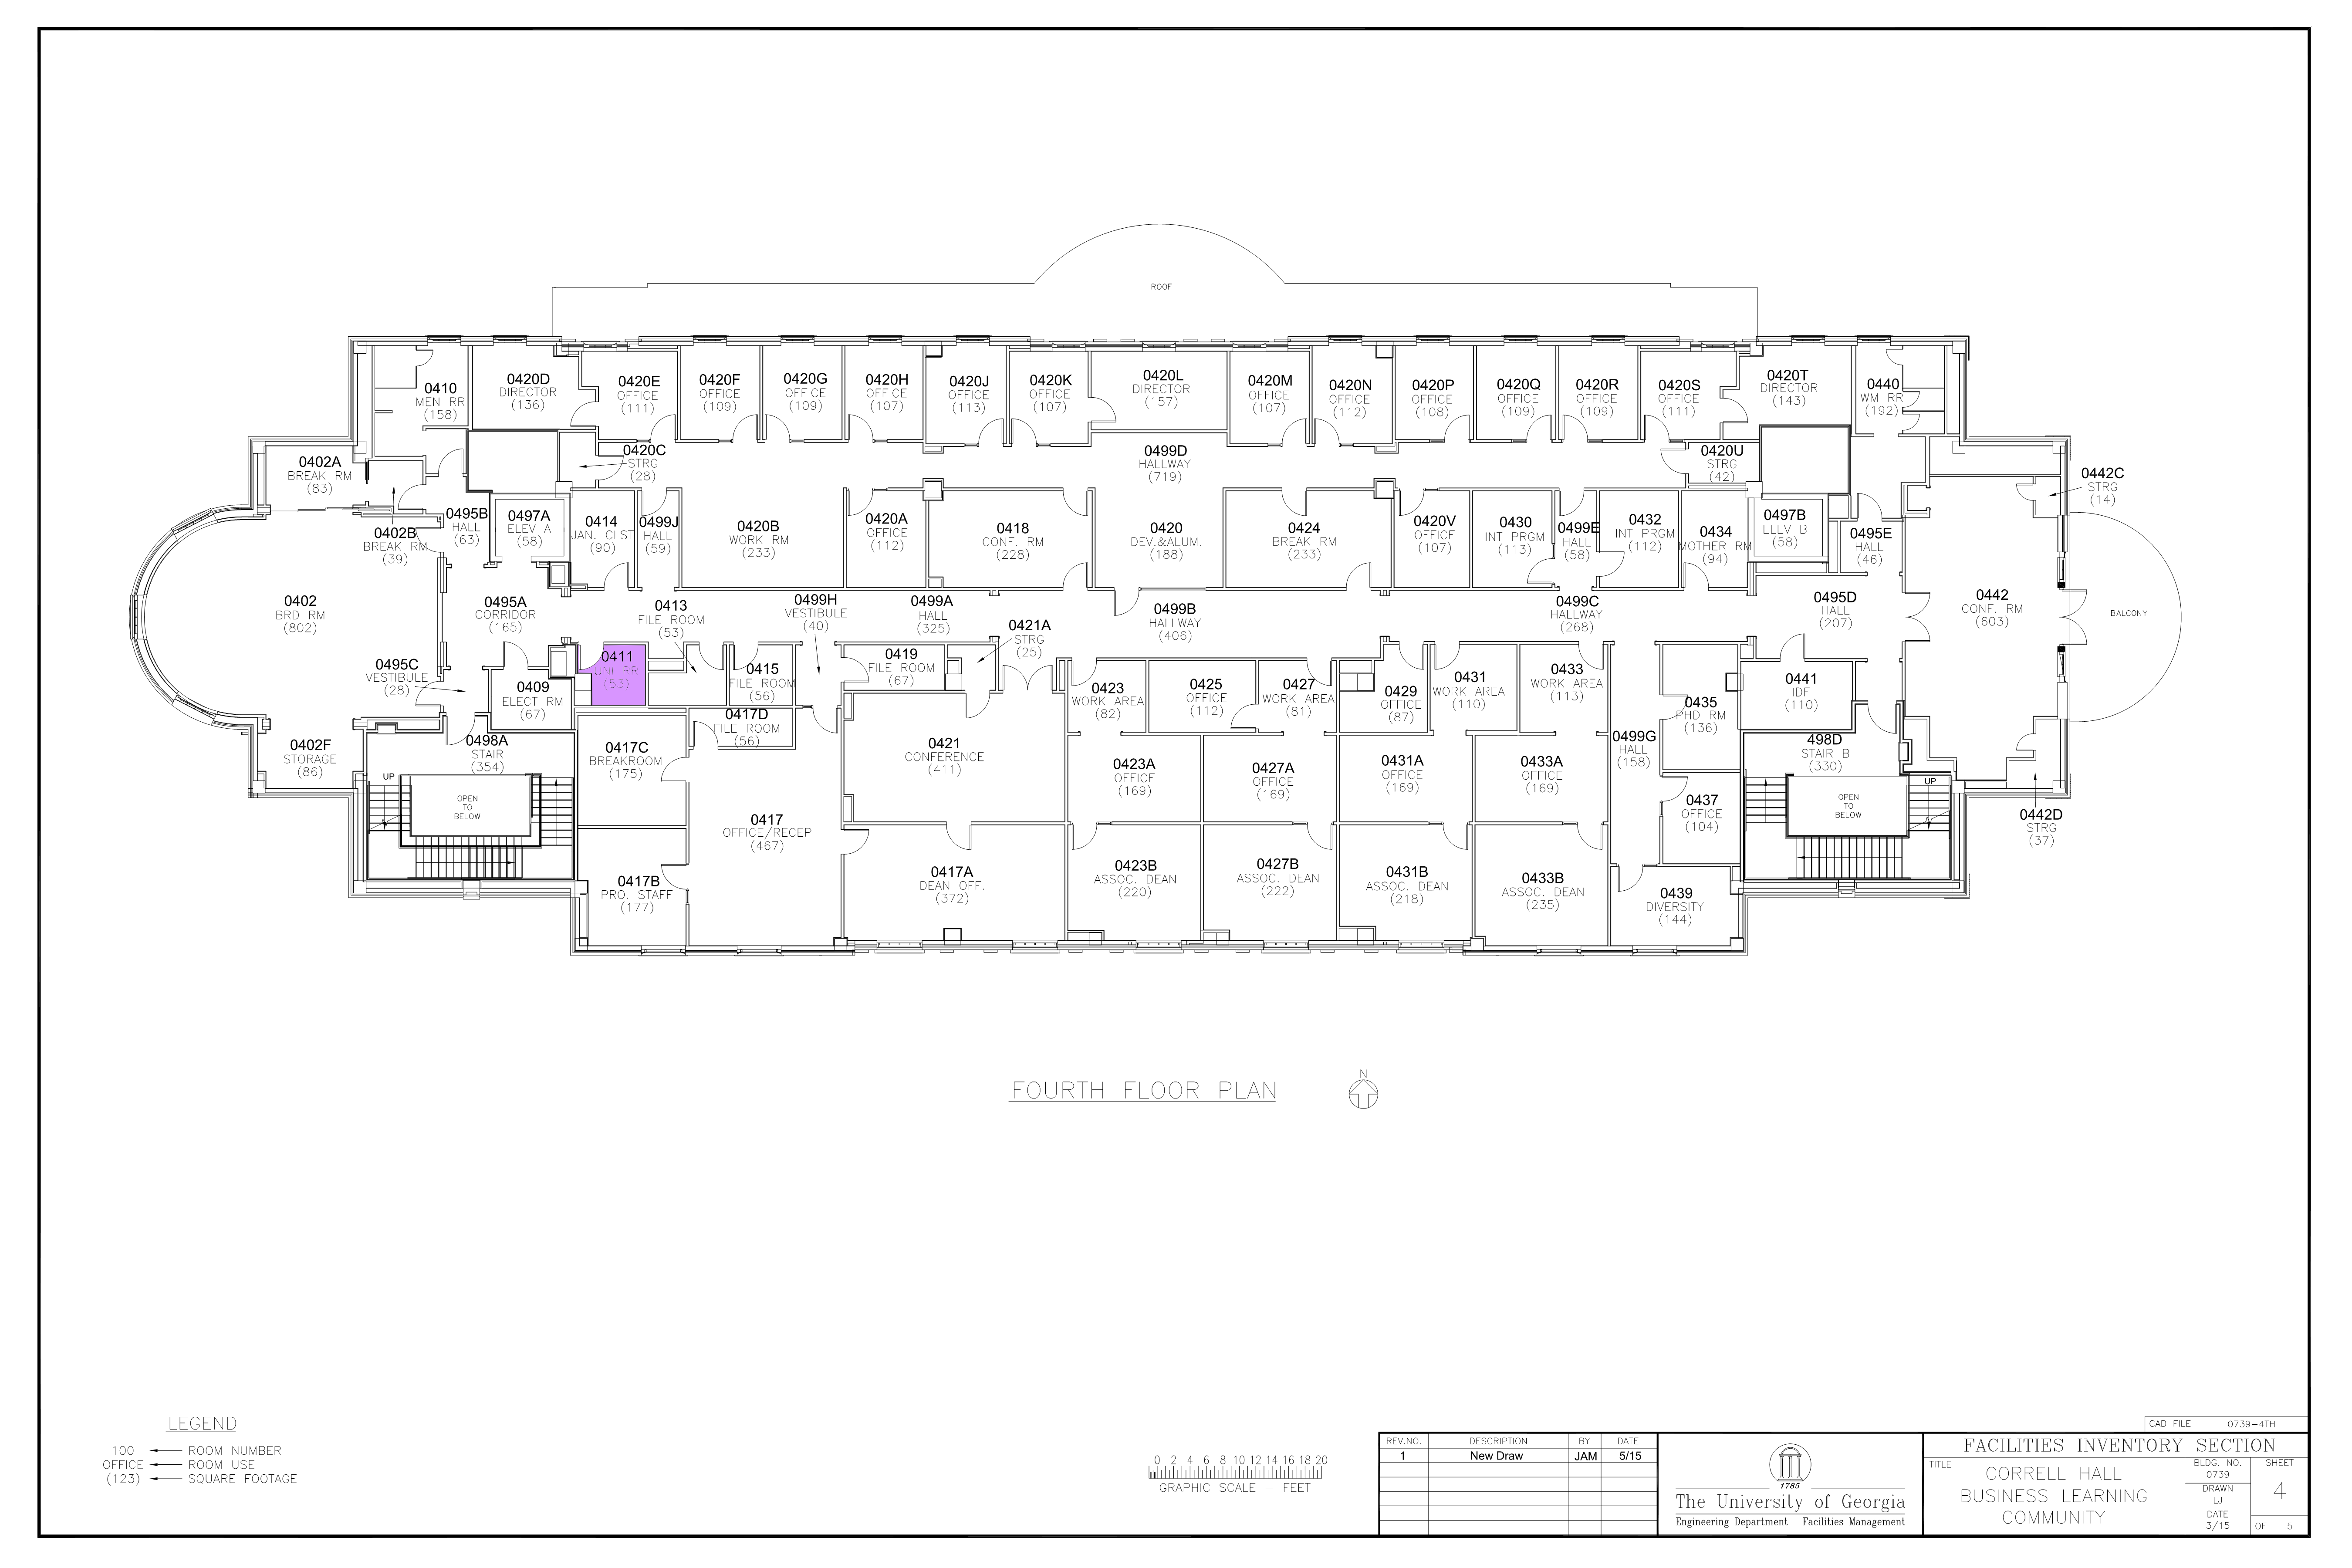 ROOF
0410
MEN RR
(158)
0420D
DIRECTOR
(136)
0420E
OFFICE
(111)
0420F
OFFICE
(109)
0420G
OFFICE
(109)
0420H
OFFICE
(107)
0420J
OFFICE
(113)
0420K
OFFICE
(107)
0420L
DIRECTOR
(157)
0420M
OFFICE
(107)
0420N
OFFICE
(112)
0420P
OFFICE
(108)
0420Q
OFFICE
(109)
0420R
OFFICE
(109)
0420S
OFFICE
(111)
0420T
DIRECTOR
(143)
0440
WM RR
(192)
0402A
BREAK RM
(83)
0420C
STRG
(28)
0499D
HALLWAY
(719)
0420U
STRG
(42)
0442C
STRG
(14)
0402B
BREAK RM
(39)
0495B
HALL
(63)
0497A
ELEV A
(58)
0414
JAN. CLST
(90)
0499J
HALL
(59)
0420B
WORK RM
(233)
0420A
OFFICE
(112)
0418
CONF. RM
(228)
0420
DEV.&ALUM.
(188)
0424
BREAK RM
(233)
0420V
OFFICE
(107)
0430
INT PRGM
(113)
0499E
HALL
(58)
0432
INT PRGM
(112)
0434
MOTHER RM
(94)
0497B
ELEV B
(58)
0495E
HALL
(46)
0402
BRD RM
(802)
0495A
CORRIDOR
(165)
0413
FILE ROOM
(53)
0499H
VESTIBULE
(40)
0499A
HALL
(325)
0421A
STRG
(25)
0499B
HALLWAY
(406)
0499C
HALLWAY
(268)
0495D
HALL
(207)
0442
CONF. RM
(603)
BALCONY
0495C
VESTIBULE
(28)
0409
ELECT RM
(67)
0411
UNI RR
(53)
0415
FILE ROOM
(56)
0419
FILE ROOM
(67)
0423
WORK AREA
(82)
0425
OFFICE
(112)
0427
WORK AREA
(81)
0429
OFFICE
(87)
0431
WORK AREA
(110)
0433
WORK AREA
(113)
0435
PHD RM
(136)
0441
IDF
(110)
0402F
STORAGE
(86)
0498A
STAIR
(354)
UP
OPEN
TO
BELOW
0417C
BREAKROOM
(175)
0417D
FILE ROOM
(56)
0421
CONFERENCE
(411)
0423A
OFFICE
(169)
0427A
OFFICE
(169)
0431A
OFFICE
(169)
0433A
OFFICE
(169)
0499G
HALL
(158)
0437
OFFICE
(104)
498D
STAIR B
(330)
UP
OPEN
TO
BELOW
0442D
STRG
(37)
0417
OFFICE/RECEP
(467)
0417B
PRO. STAFF
(177)
0417A
DEAN OFF.
(372)
0423B
ASSOC. DEAN
(220)
0427B
ASSOC. DEAN
(222)
0431B
ASSOC. DEAN
(218)
0433B
ASSOC. DEAN
(235)
0439
DIVERSITY
(144)
FOURTH FLOOR PLAN
N
LEGEND
100 ROOM NUMBER
OFFICE ROOM USE
(123) SQUARE FOOTAGE
0 2 4 6 8 10 12 14 16 18 20
GRAPHIC SCALE – FEET
REV.NO. DESCRIPTION BY DATE
1 New Draw JAM 5/15
1785
The University of Georgia
Engineering Department Facilities Management
CAD FILE 0739-4TH
FACILITIES INVENTORY SECTION
TITLE
CORRELL HALL
BUSINESS LEARNING
COMMUNITY
BLDG. NO.
0739
DRAWN
LJ
DATE
3/15
SHEET
4
OF 5